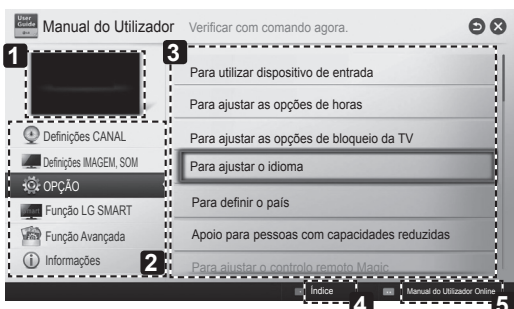 User Guide
Manual do Utilizador Verificar com comando agora.
1
3
Para utilizar dispositivo de entrada
Para ajustar as opções de horas
Para ajustar as opções de bloqueio da TV
Para ajustar o idioma
Para definir o país
Apoio para pessoas com capacidades reduzidas
Para ajustar o controlo remoto Magic
Definições CANAL
Definições IMAGEM, SOM
OPÇÃO
Função LG SMART
Função Avançada
Informações
2
Índice
4
Manual do Utilizador Online
5